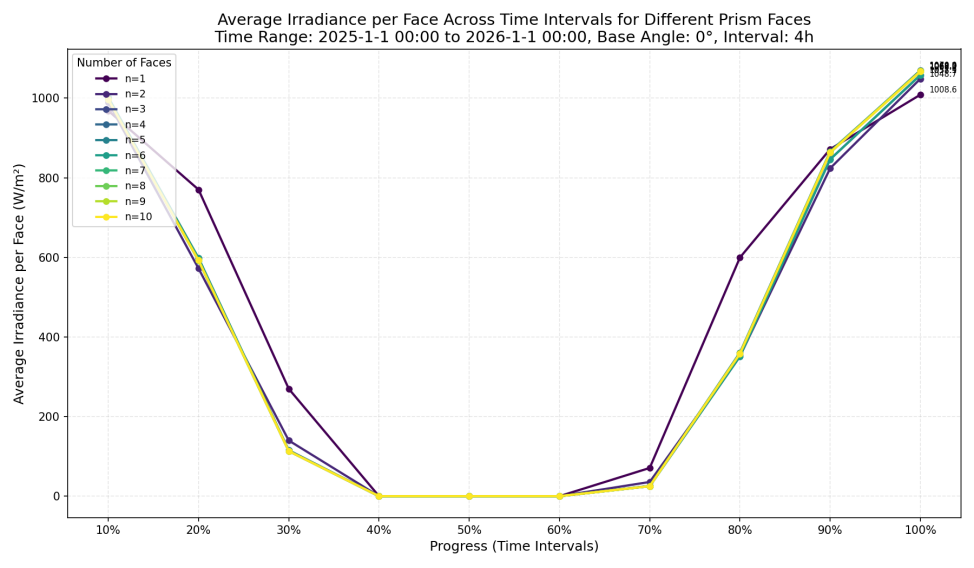 Average Irradiance per Face Across Time Intervals for Different Prism Faces
Time Range: 2025-1-1 00:00 to 2026-1-1 00:00, Base Angle: 0°, Interval: 4h
Average Irradiance per Face (W/m²)
1000
800
600
400
200
0
Number of Faces
n=1
n=2
n=3
n=4
n=5
n=6
n=7
n=8
n=9
n=10
1048.7
1008.6
10%
20%
30%
40%
50%
60%
70%
80%
90%
100%
Progress (Time Intervals)